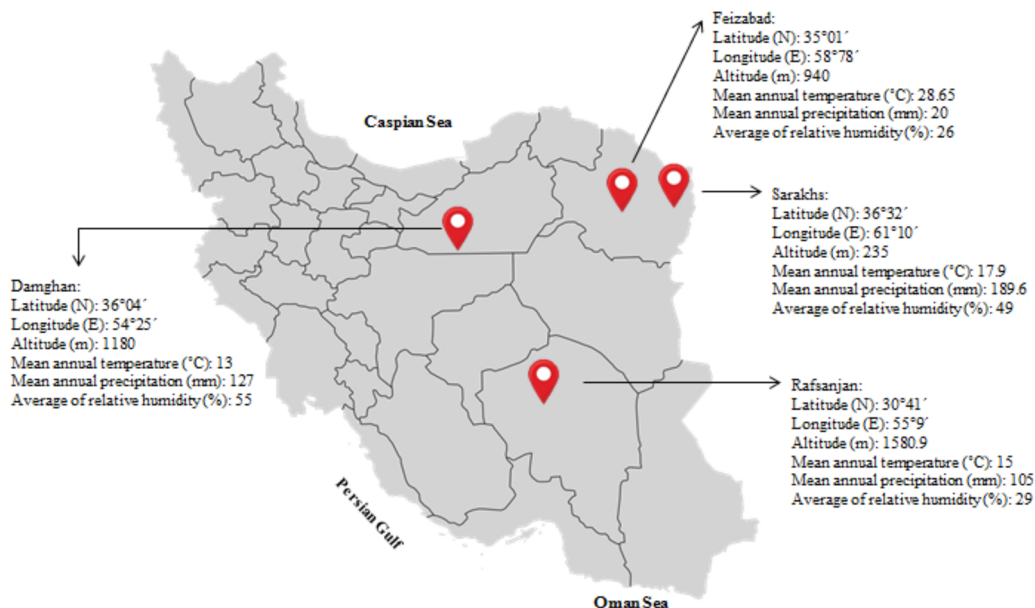 Feizabad:
Latitude (N): 35°01´
Longitude (E): 58°78´
Altitude (m): 940
Mean annual temperature (°C): 28.65
Mean annual precipitation (mm): 20
Average of relative humidity (%): 26
Caspian Sea
Sarakhs:
Latitude (N): 36°32´
Longitude (E): 61°10´
Altitude (m): 235
Mean annual temperature (°C): 17.9
Mean annual precipitation (mm): 189.6
Average of relative humidity (%): 49
Damghan:
Latitude (N): 36°04´
Longitude (E): 54°25´
Altitude (m): 1180
Mean annual temperature (°C): 13
Mean annual precipitation (mm): 127
Average of relative humidity (%): 55
Rafsanjan:
Latitude (N): 30°41´
Longitude (E): 55°9´
Altitude (m): 1580.9
Mean annual temperature (°C): 15
Mean annual precipitation (mm): 105
Average of relative humidity (%): 29
Persian Gulf
Oman Sea